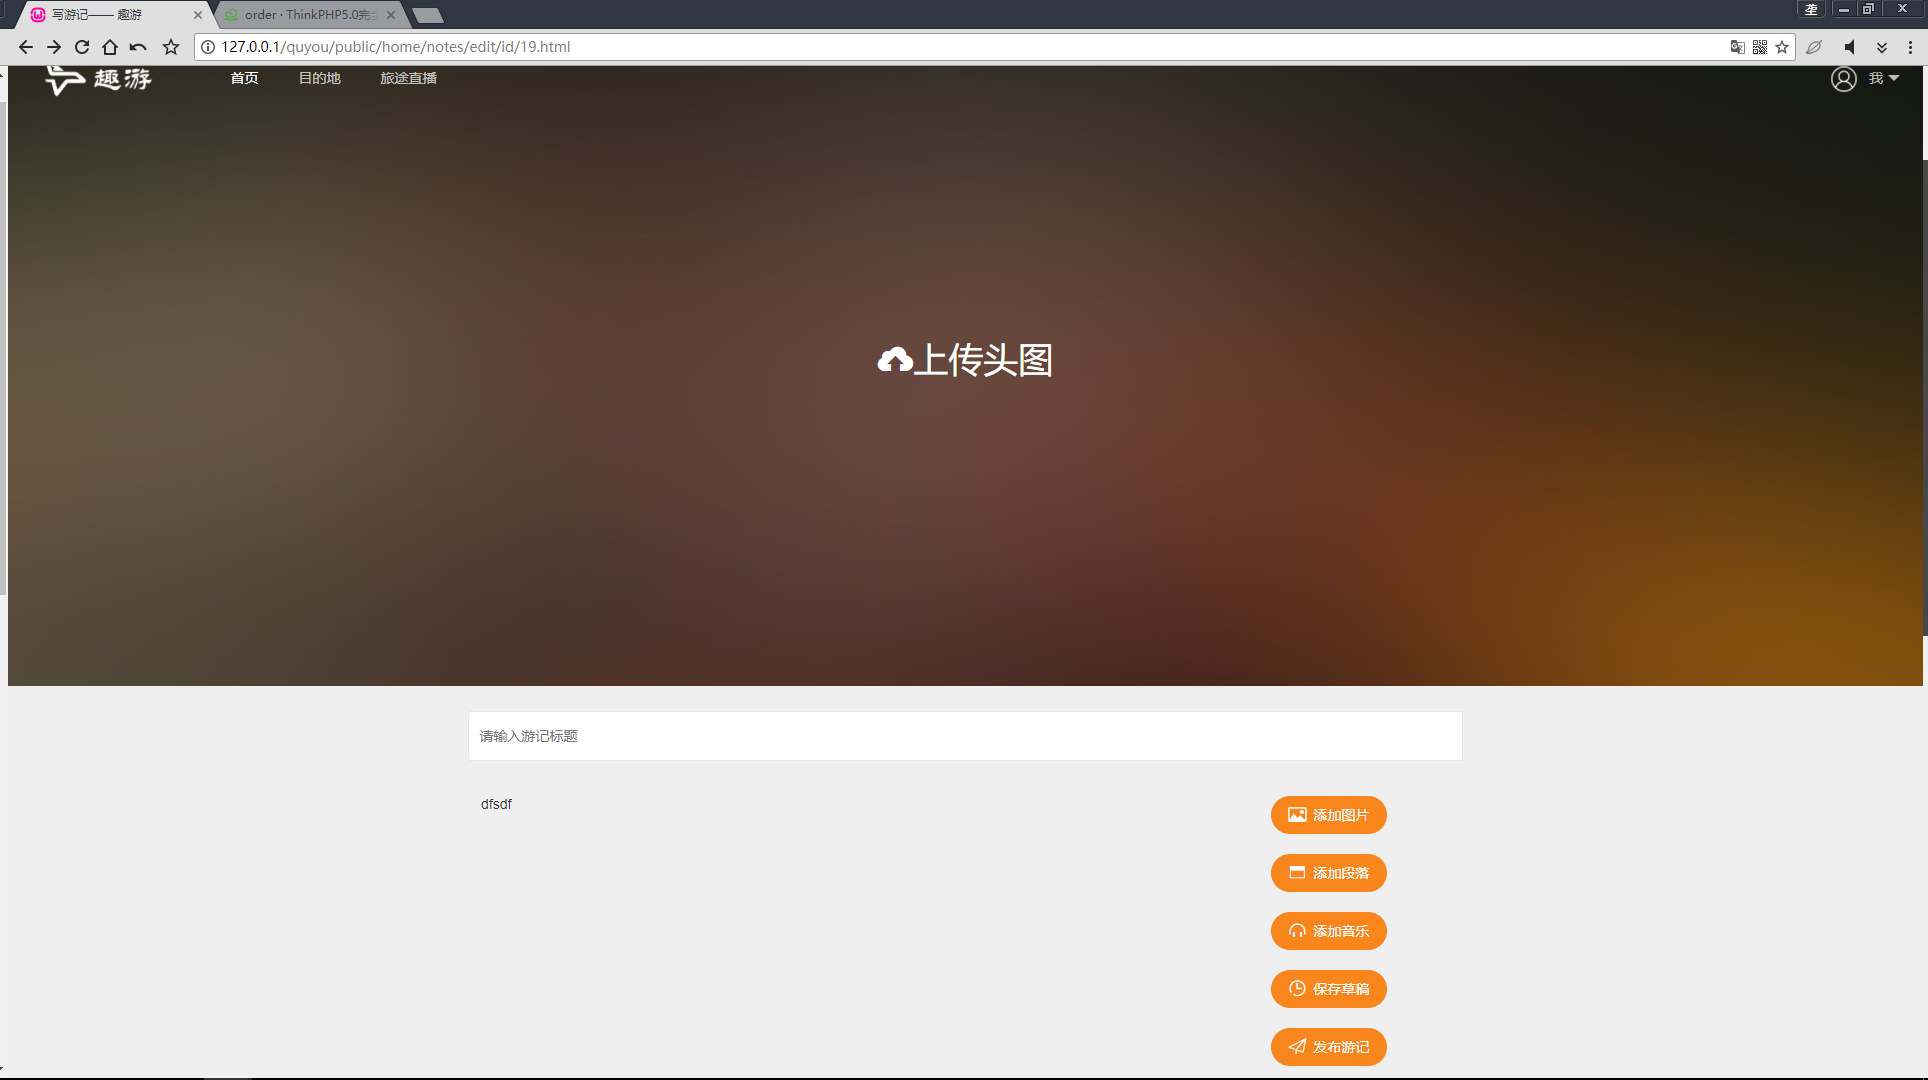 写游记—— 趣游
order · ThinkPHP5.0完全
127.0.0.1/quyou/public/home/notes/edit/id/19.html
趣游
首页 目的地 旅途直播
我
上传头图
请输入游记标题
dfsdf
添加图片
添加段落
添加音乐
保存草稿
发布游记